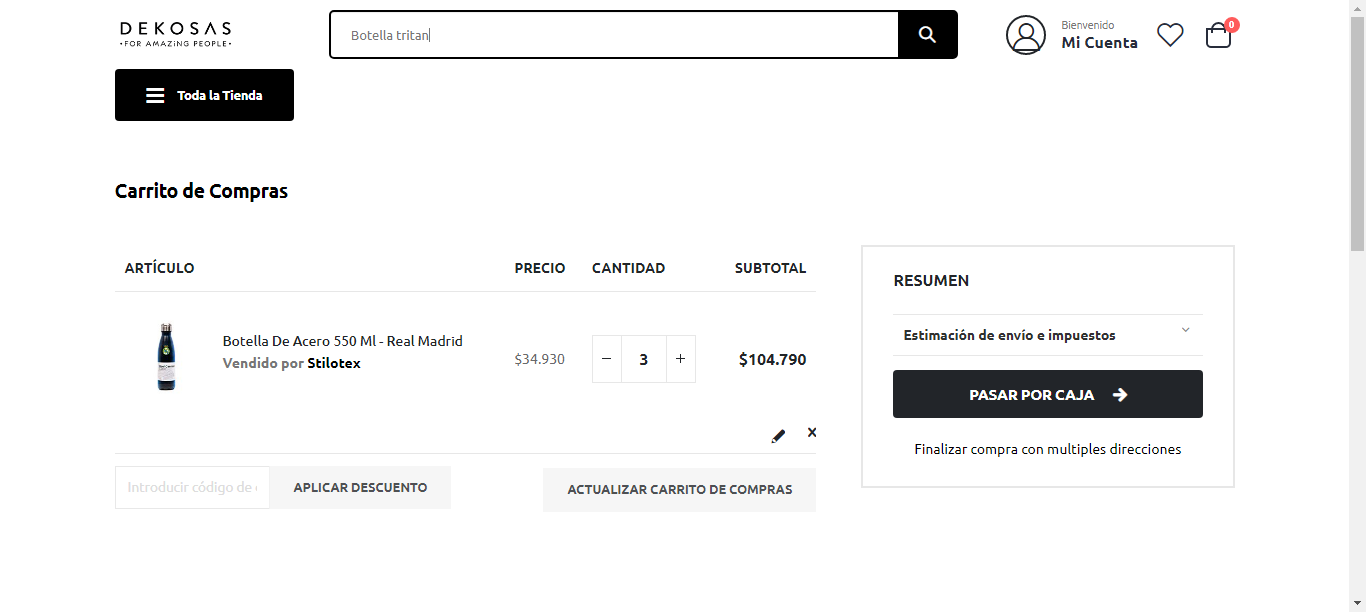 DEKOSAS
•FOR AMAZING PEOPLE•
Botella tritan
Bienvenido
Mi Cuenta
0
Toda la Tienda
Carrito de Compras
ARTÍCULO PRECIO CANTIDAD SUBTOTAL
Botella De Acero 550 Ml - Real Madrid
Vendido por Stilotex
$34.930 − 3 + $104.790
Introducir código de
APLICAR DESCUENTO
ACTUALIZAR CARRITO DE COMPRAS
RESUMEN
Estimación de envío e impuestos
PASAR POR CAJA
Finalizar compra con multiples direcciones